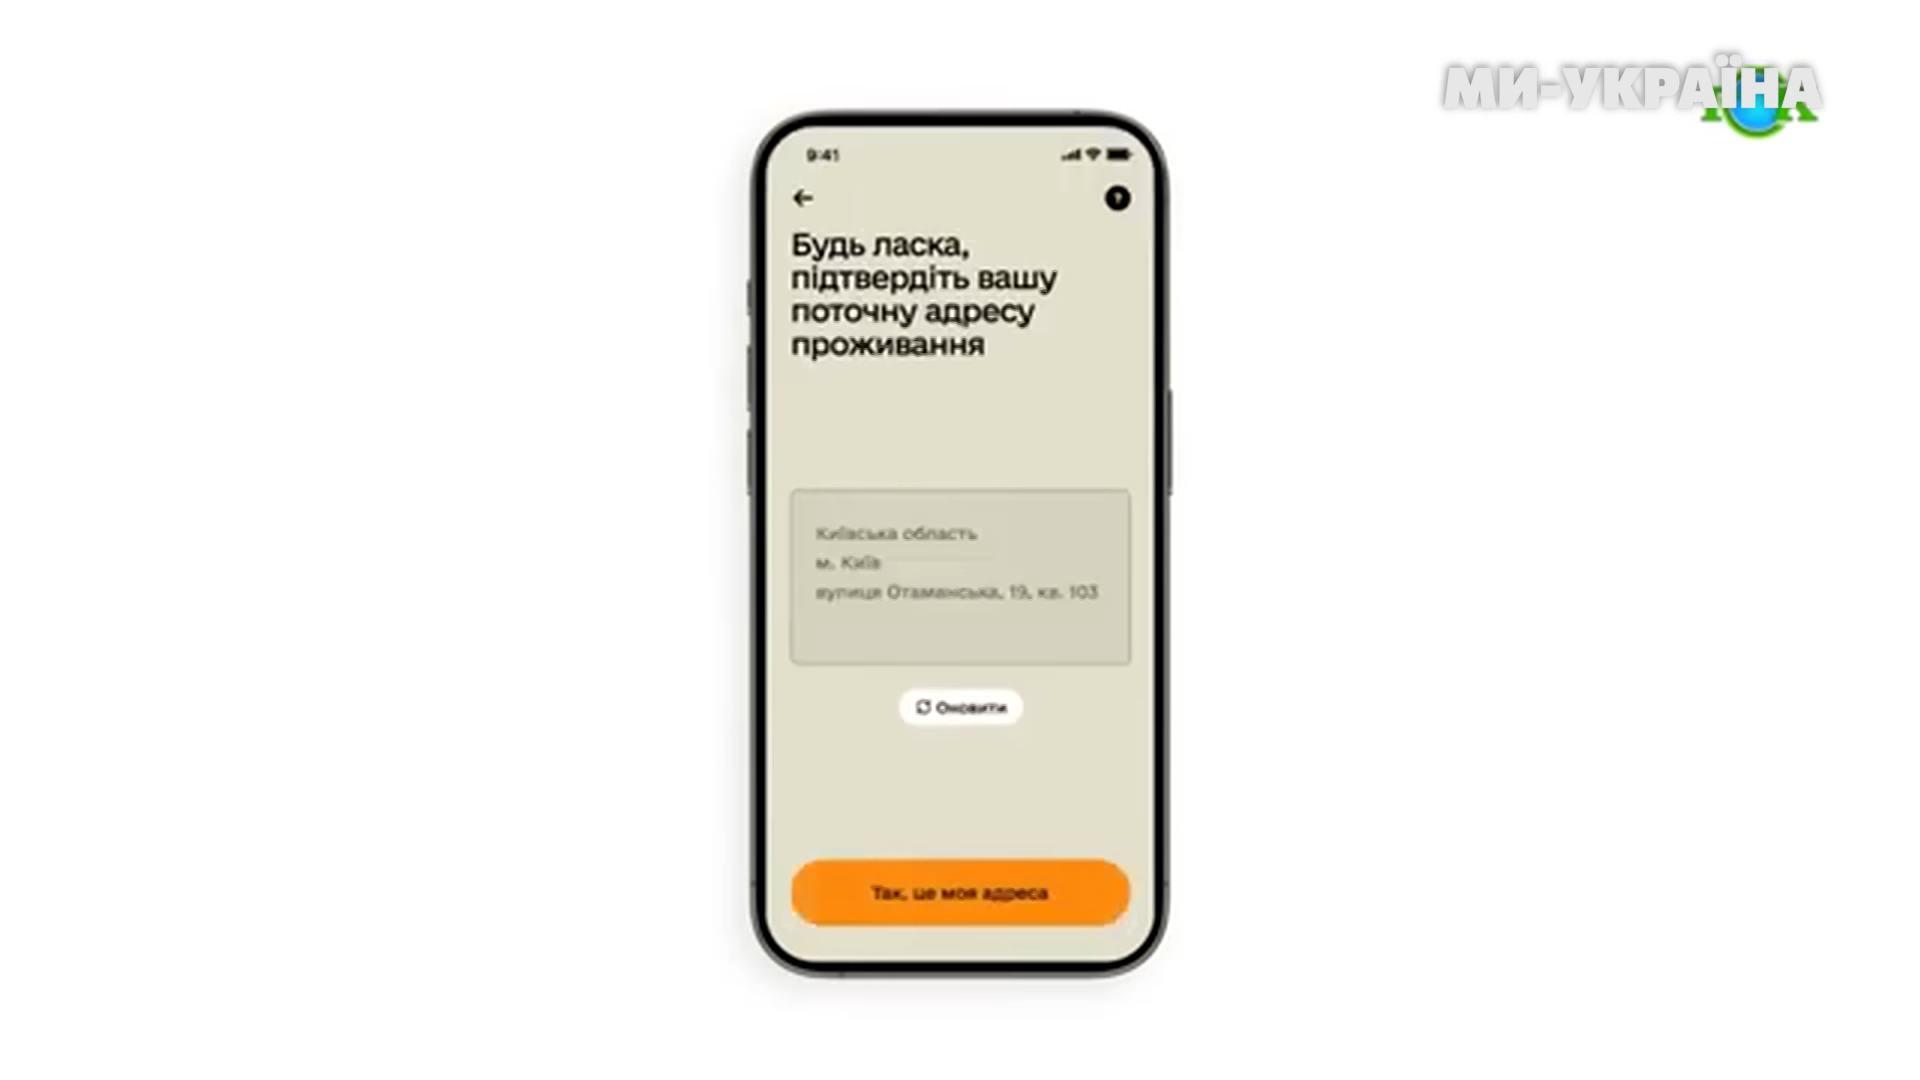 МИ-УКРАЇНА
9:41
?
Будь ласка,
підтвердіть вашу
поточну адресу
проживання
Київська область
м. Київ
вулиця Отаманська, 19, кв. 103
Оновити
Так, це моя адреса